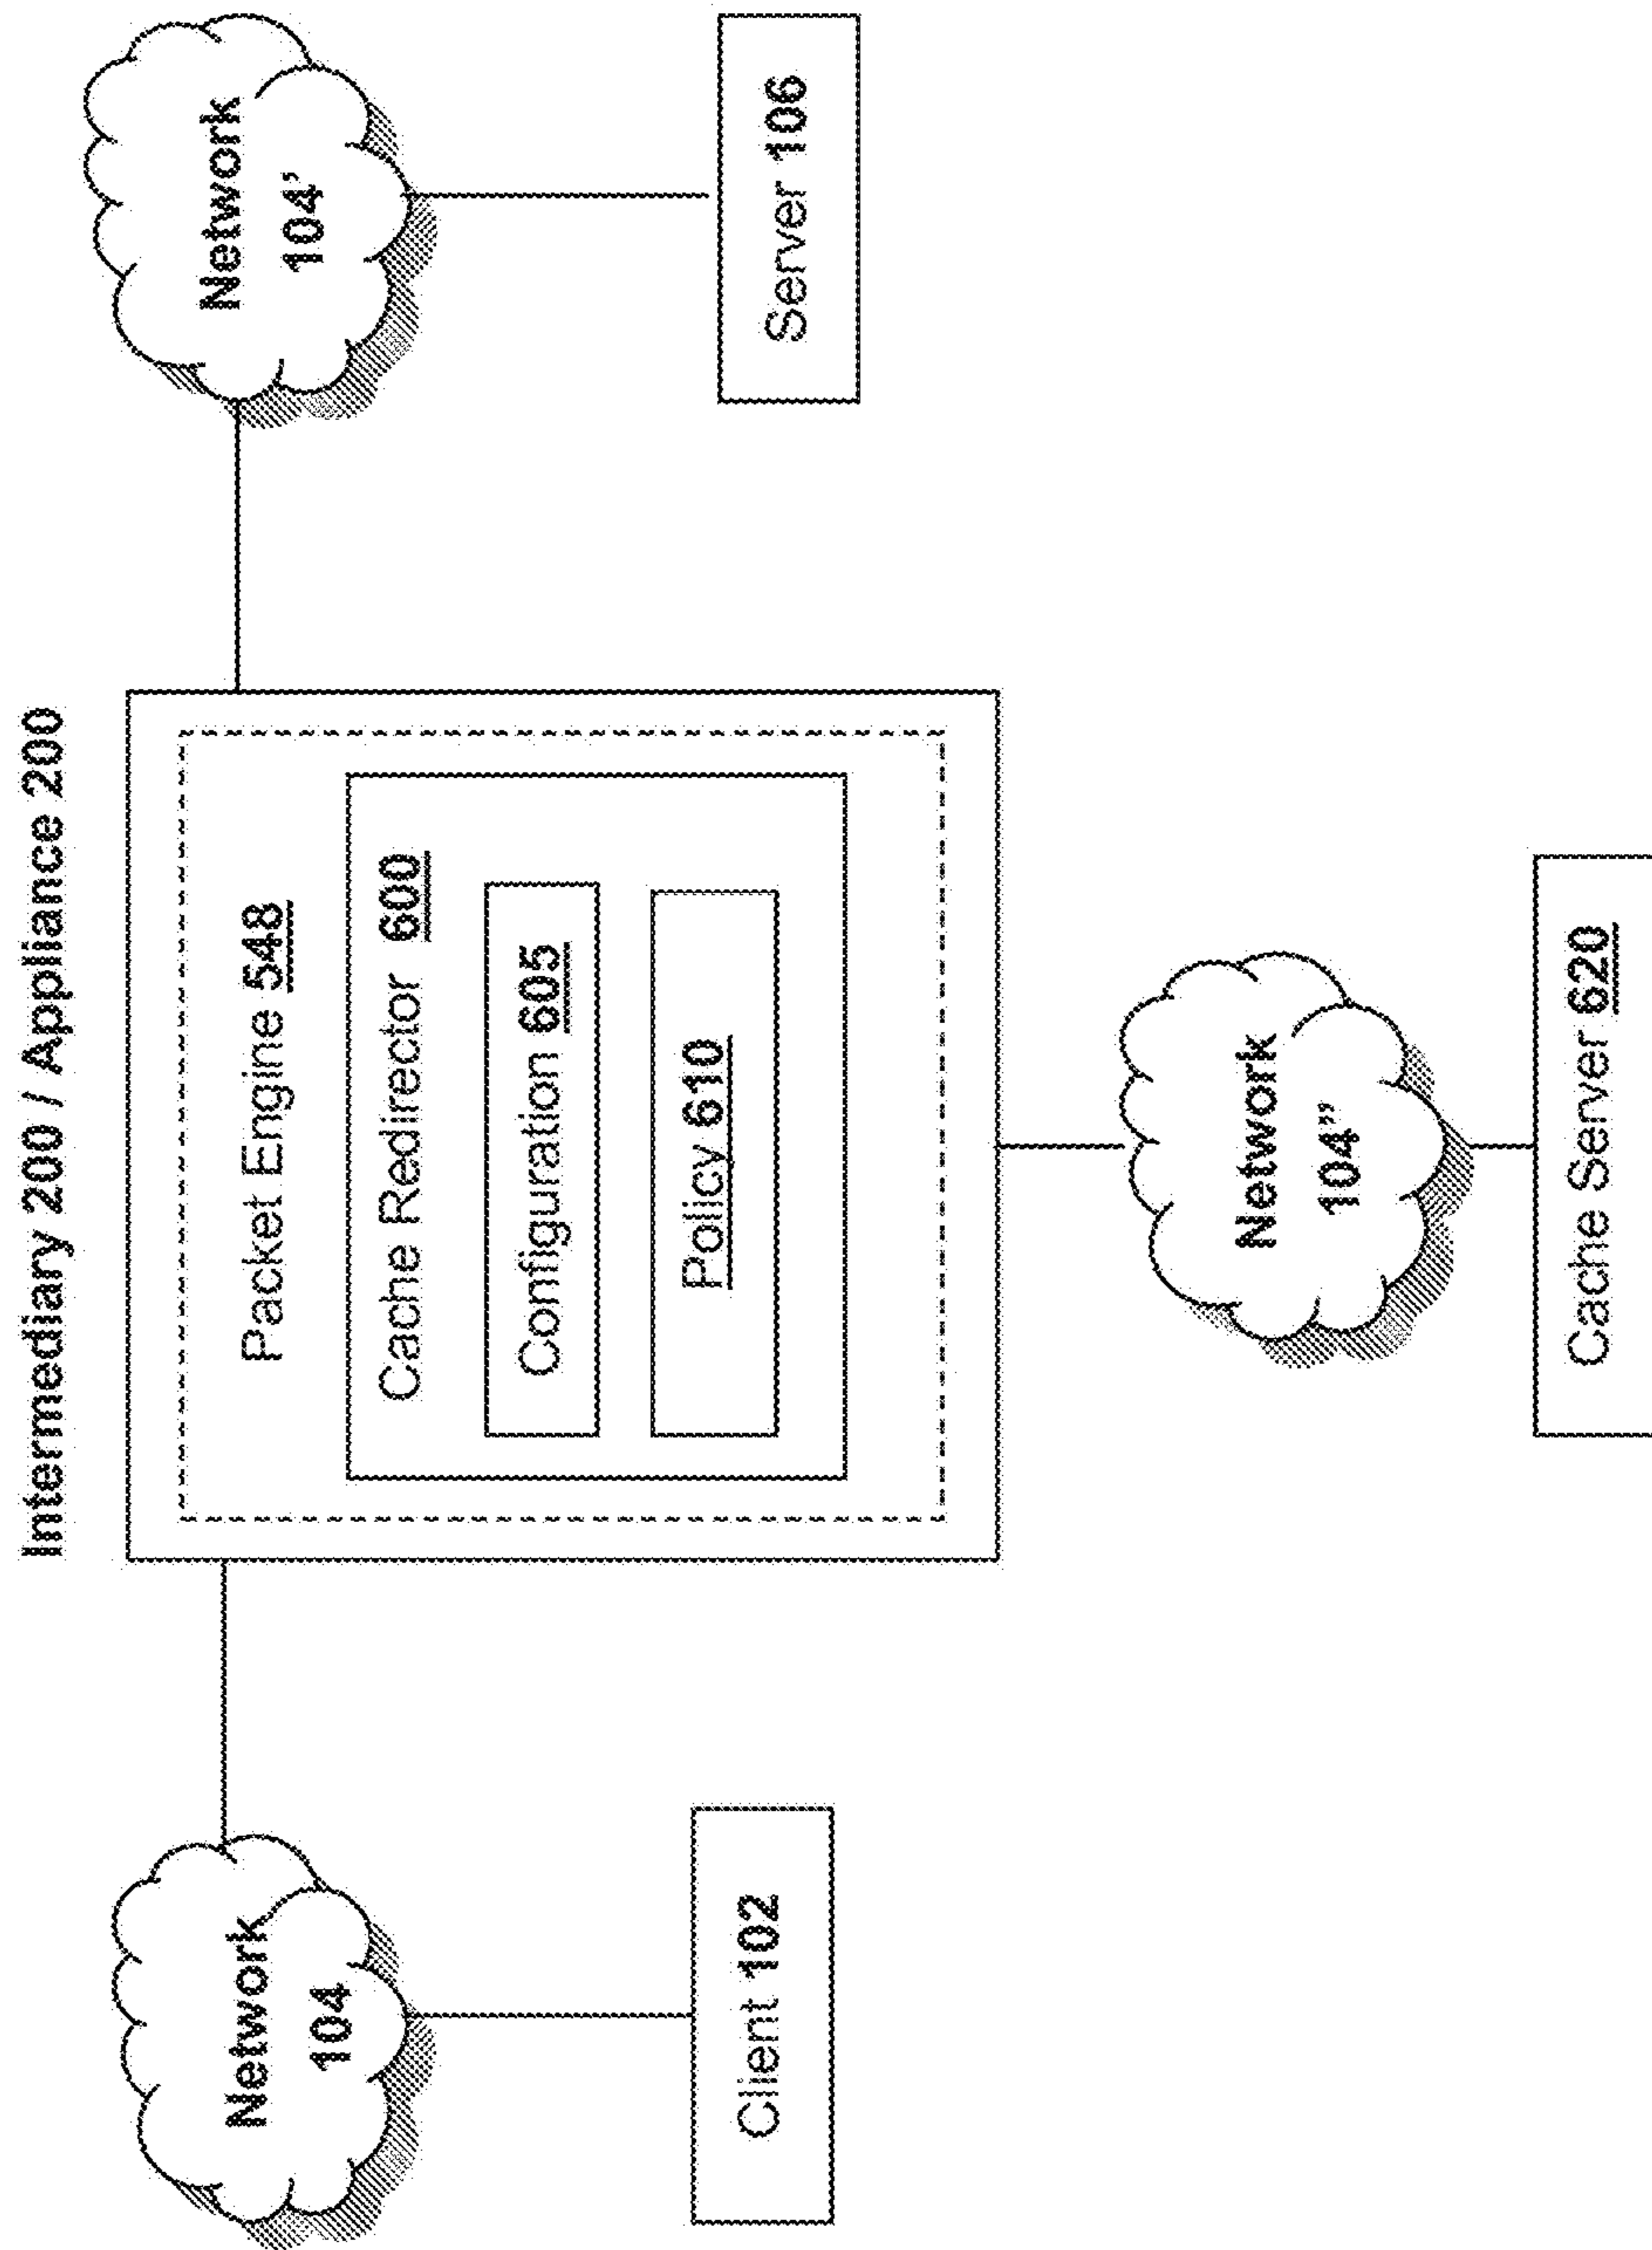 Intermediary 200 / Appliance 200
Network
104
Client 102
Packet Engine 548
Cache Redirector 600
Configuration 605
Policy 610
Network
104'
Server 106
Network
104"
Cache Server 620